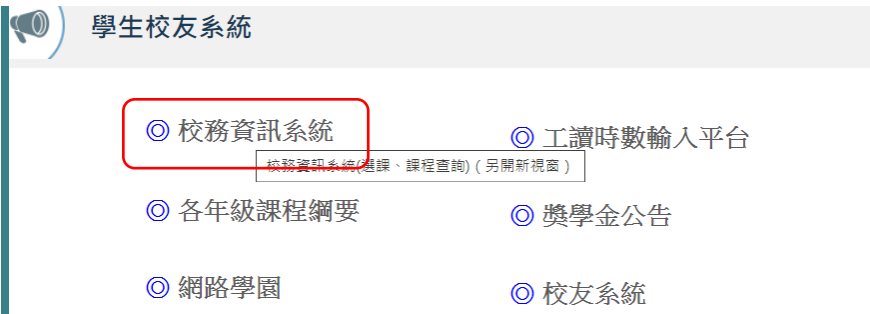 學生校友系統
◎ 校務資訊系統
◎ 工讀時數輸入平台
校務資訊系統(選課、課程查詢) ( 另開新視窗 )
◎ 各年級課程綱要
◎ 獎學金公告
◎ 網路學園
◎ 校友系統